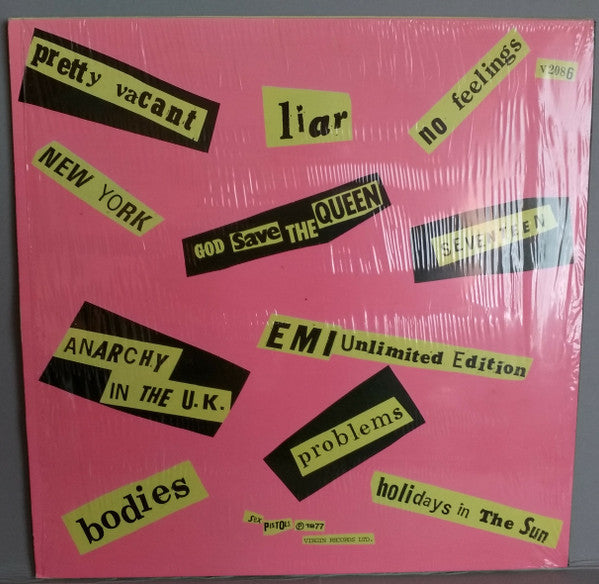 pretty vacant
liar
no feelings
V2086
NEW YORK
GOD Save THE QUEEN
SEVENTEEN
ANARCHY
IN THE U.K.
EMI Unlimited Edition
problems
bodies
holidays in The Sun
SEX PISTOLS ℗ 1977
VIRGIN RECORDS LTD.